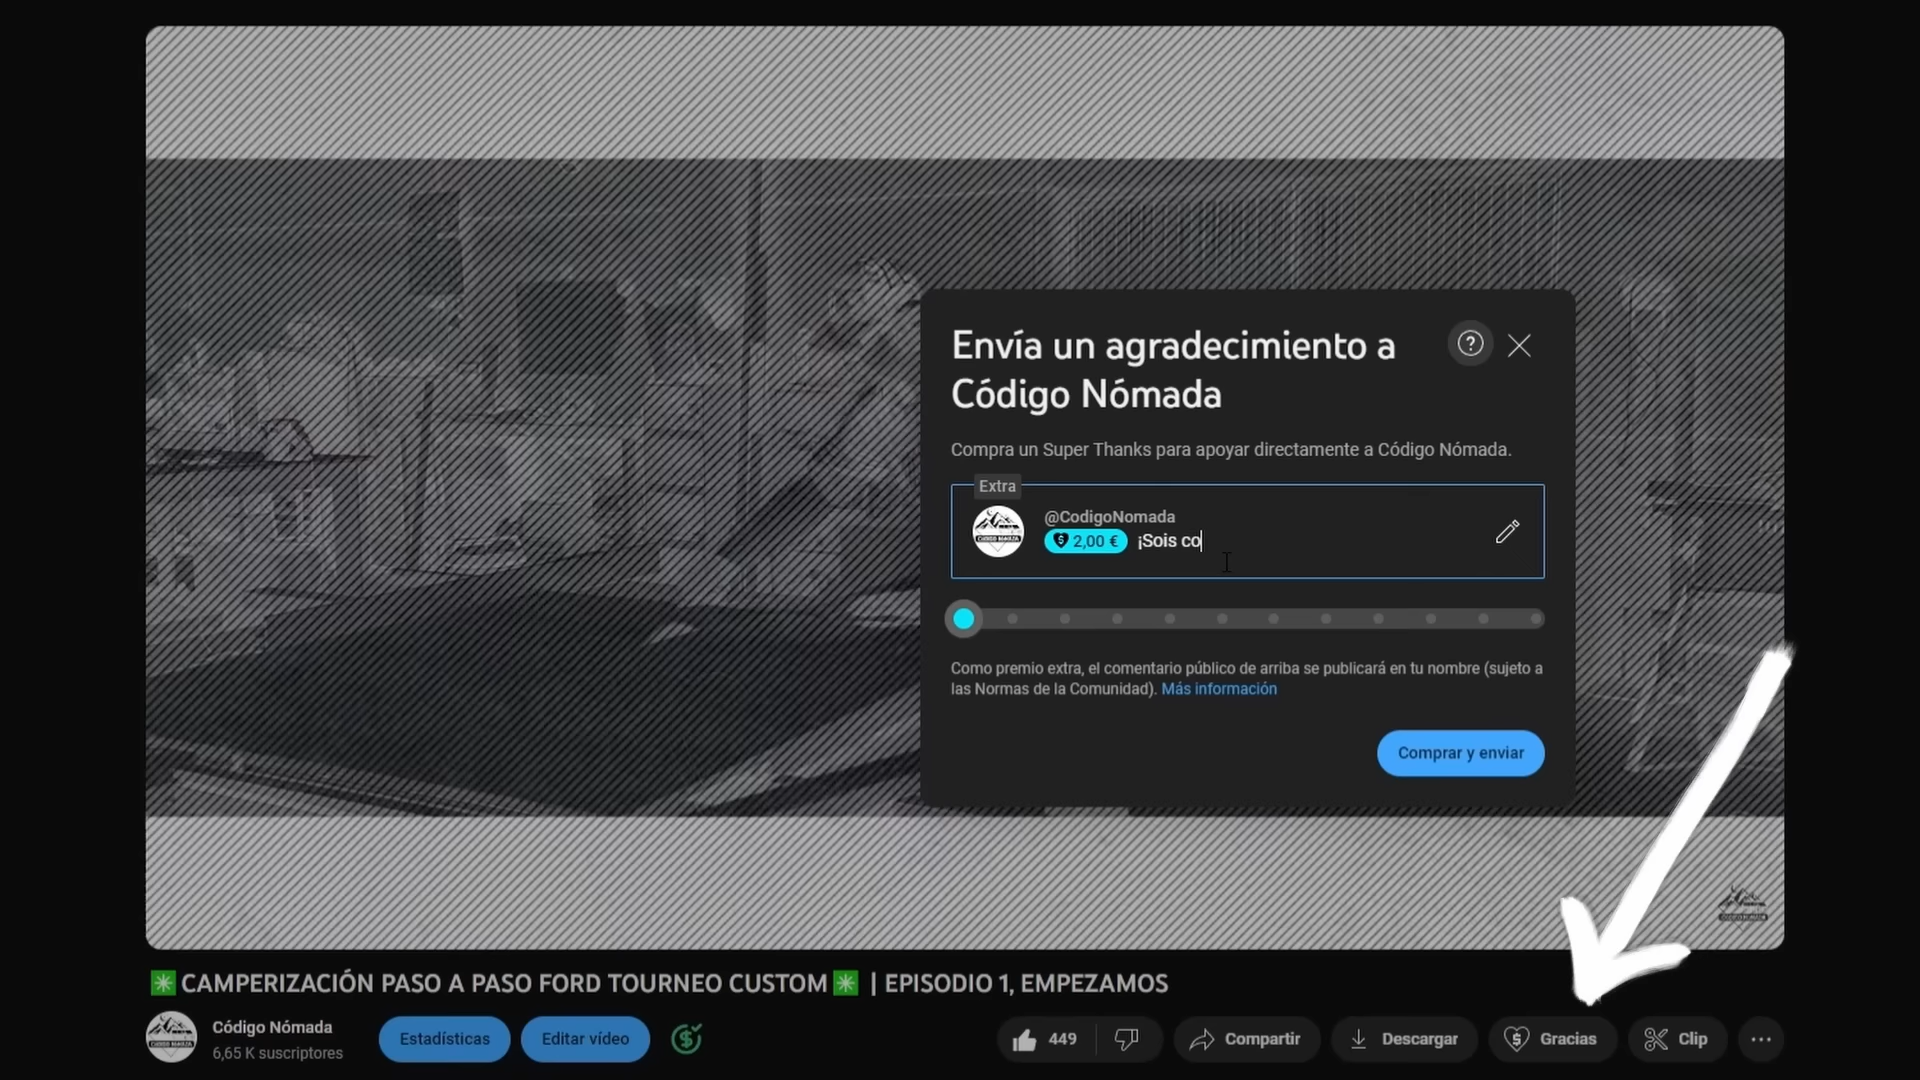 Envía un agradecimiento a
Código Nómada
Compra un Super Thanks para apoyar directamente a Código Nómada.
Extra
@CodigoNomada
2,00 € ¡Sois co
Como premio extra, el comentario público de arriba se publicará en tu nombre (sujeto a
las Normas de la Comunidad). Más información
Comprar y enviar
CAMPERIZACIÓN PASO A PASO FORD TOURNEO CUSTOM | EPISODIO 1, EMPEZAMOS
Código Nómada
6,65 K suscriptores
Estadísticas
Editar vídeo
449
Compartir
Descargar
Gracias
Clip